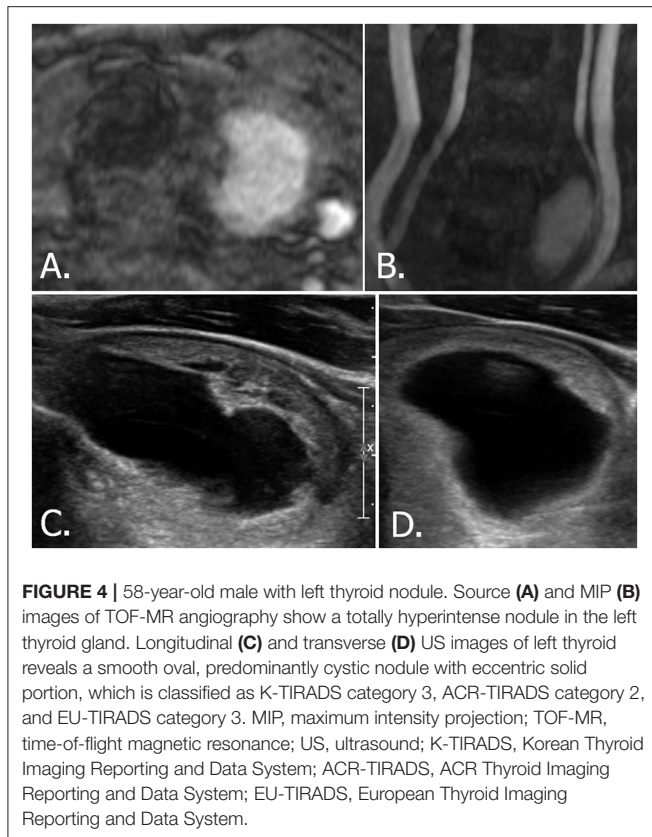 A.
B.
C.
x
D.
FIGURE 4 | 58-year-old male with left thyroid nodule. Source (A) and MIP (B)
images of TOF-MR angiography show a totally hyperintense nodule in the left
thyroid gland. Longitudinal (C) and transverse (D) US images of left thyroid
reveals a smooth oval, predominantly cystic nodule with eccentric solid
portion, which is classified as K-TIRADS category 3, ACR-TIRADS category 2,
and EU-TIRADS category 3. MIP, maximum intensity projection; TOF-MR,
time-of-flight magnetic resonance; US, ultrasound; K-TIRADS, Korean Thyroid
Imaging Reporting and Data System; ACR-TIRADS, ACR Thyroid Imaging
Reporting and Data System; EU-TIRADS, European Thyroid Imaging
Reporting and Data System.